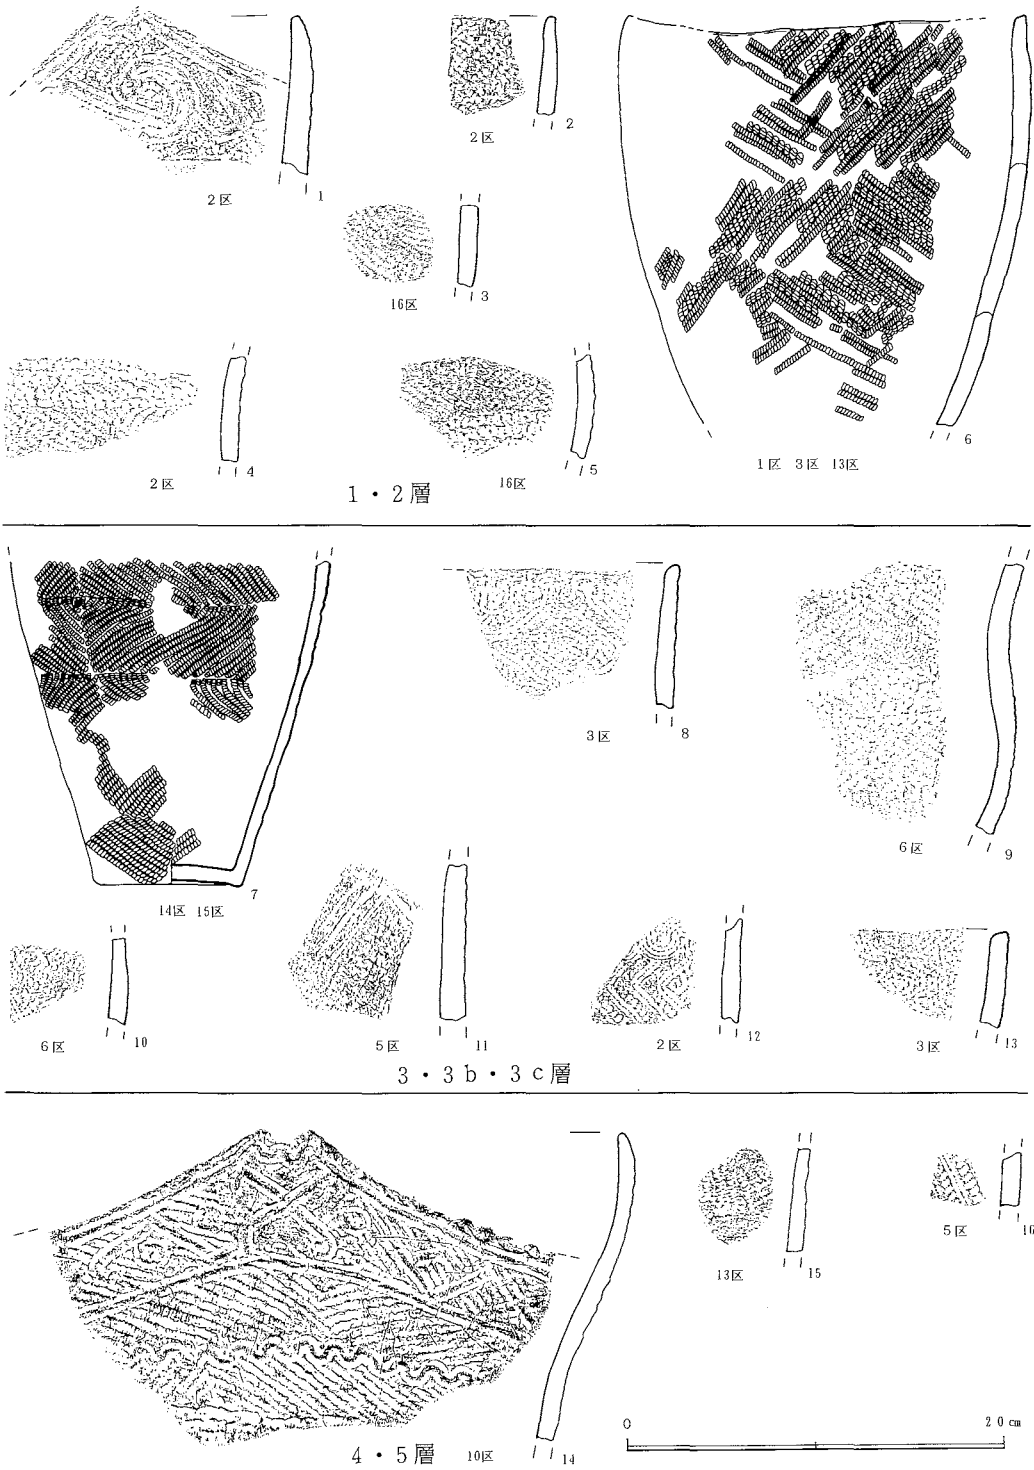 2区 1
2区 2
16区 3
2区 4
16区 5
1区 3区 13区 6
1・2層
14区 15区 7
3区 8
6区 9
6区 10
5区 11
2区 12
3区 13
3・3b・3c層
10区 14
13区 15
5区 16
4・5層
0 20cm